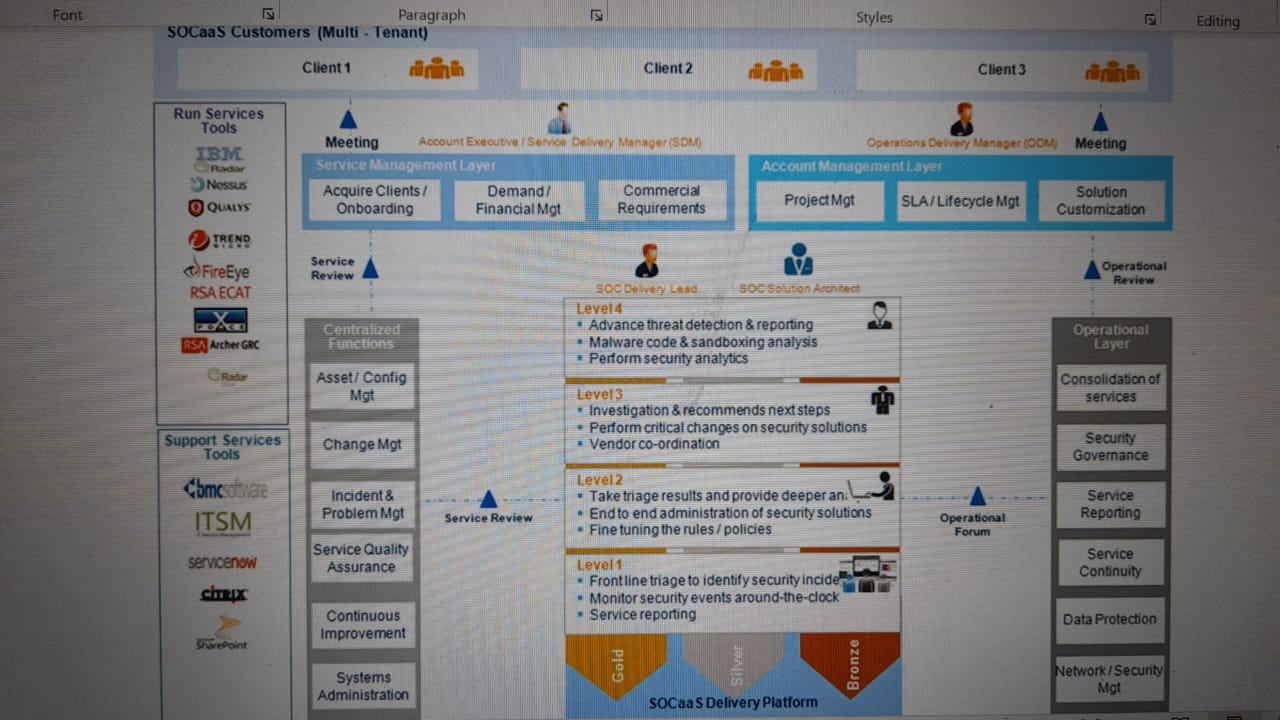 Font
Paragraph
Styles
Editing
SOCaaS Customers (Multi - Tenant)
Client 1
Client 2
Client 3
Run Services
Tools
IBM
Radar
Nessus
QUALYS
TREND
MICRO
FireEye
RSA ECAT
X
FORCE
RSA Archer GRC
Radar
Support Services
Tools
bmcsoftware
ITSM
servicenow
CITRIX
SharePoint
Meeting
Account Executive / Service Delivery Manager (SDM)
Operations Delivery Manager (ODM)
Meeting
Service Management Layer
Acquire Clients /
Onboarding
Demand /
Financial Mgt
Commercial
Requirements
Account Management Layer
Project Mgt
SLA / Lifecycle Mgt
Solution
Customization
Service
Review
SOC Delivery Lead
SOC Solution Architect
Operational
Review
Centralized
Functions
Asset / Config
Mgt
Change Mgt
Incident &
Problem Mgt
Service Quality
Assurance
Continuous
Improvement
Systems
Administration
Service Review
Level 4
Advance threat detection & reporting
Malware code & sandboxing analysis
Perform security analytics
Level 3
Investigation & recommends next steps
Perform critical changes on security solutions
Vendor co-ordination
Level 2
Take triage results and provide deeper an
End to end administration of security solutions
Fine tuning the rules / policies
Level 1
Front line triage to identify security incide
Monitor security events around-the-clock
Service reporting
Gold
Silver
Bronze
SOCaaS Delivery Platform
Operational
Forum
Operational
Layer
Consolidation of
services
Security
Governance
Service
Reporting
Service
Continuity
Data Protection
Network / Security
Mgt